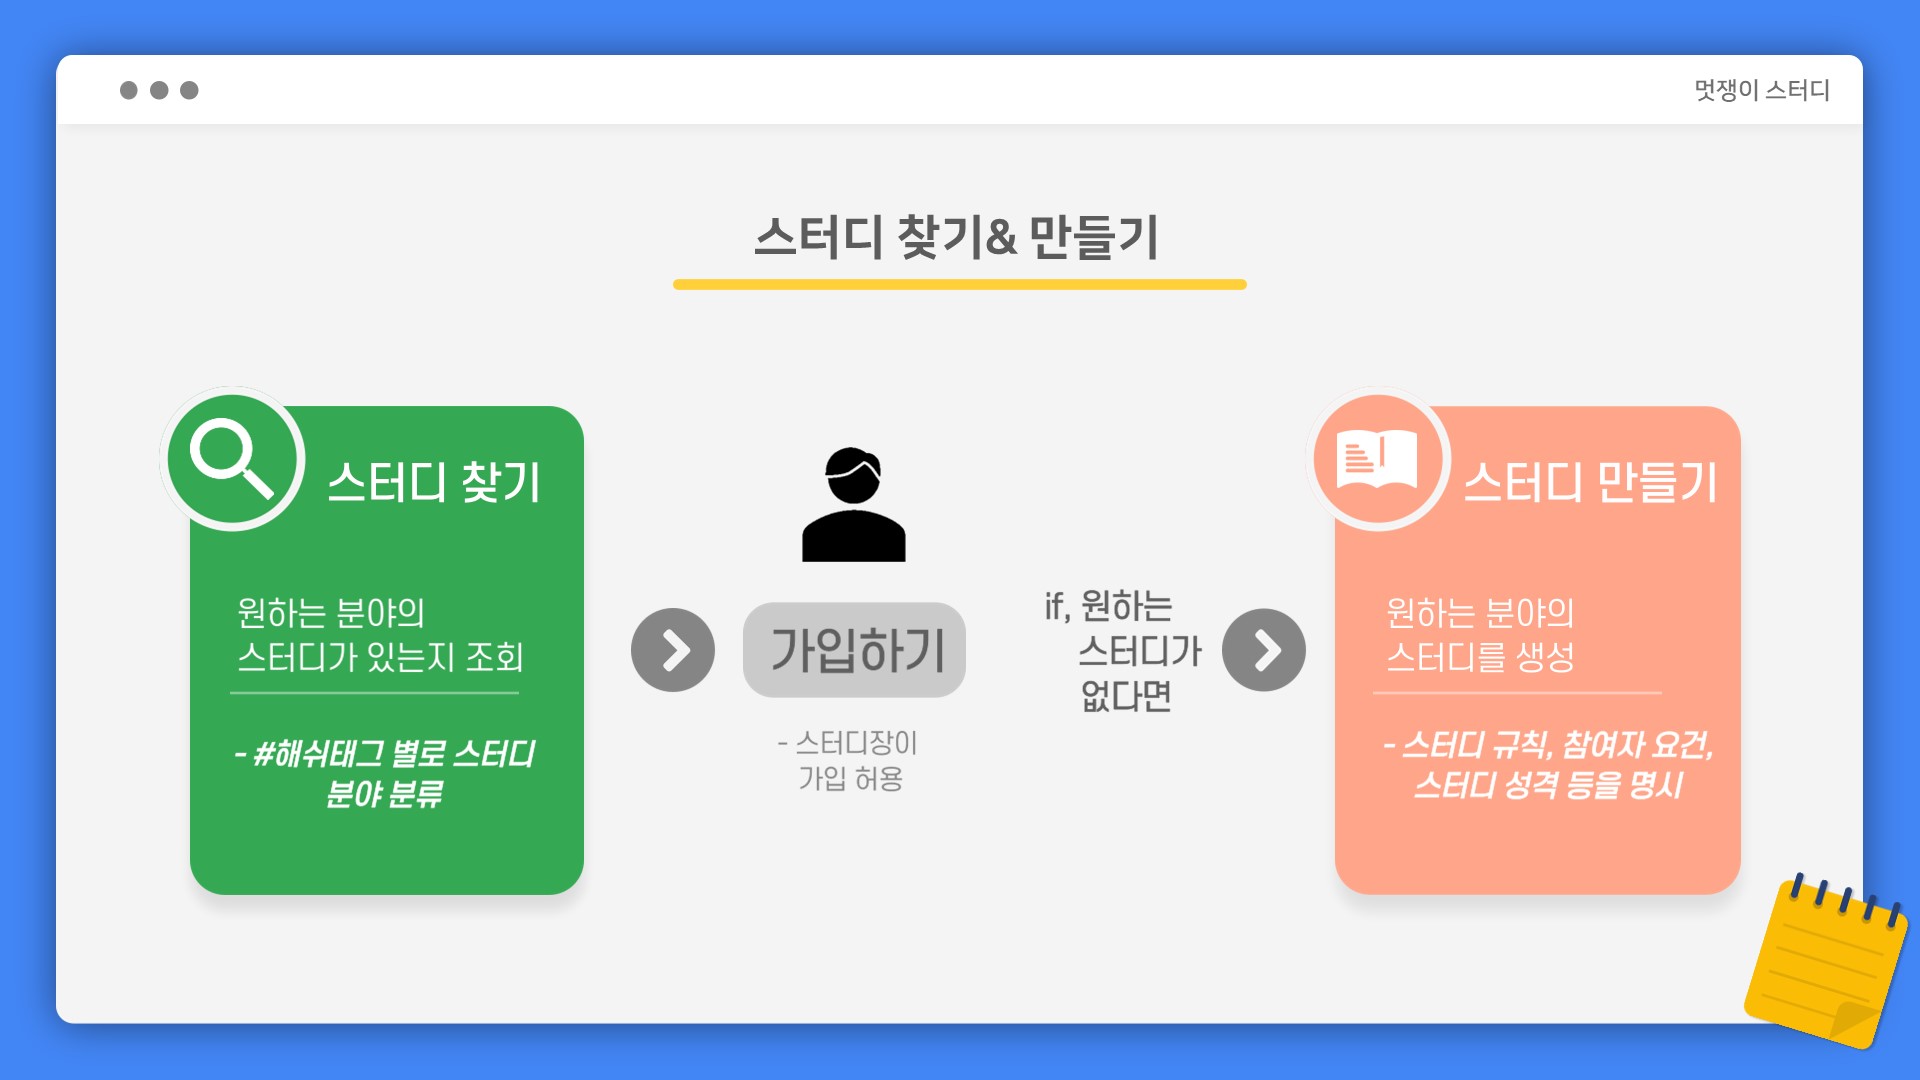 멋쟁이 스터디
스터디 찾기& 만들기
스터디 찾기
원하는 분야의
스터디가 있는지 조회
- #해쉬태그 별로 스터디
분야 분류
가입하기
- 스터디장이
가입 허용
if, 원하는
스터디가
없다면
스터디 만들기
원하는 분야의
스터디를 생성
- 스터디 규칙, 참여자 요건,
스터디 성격 등을 명시